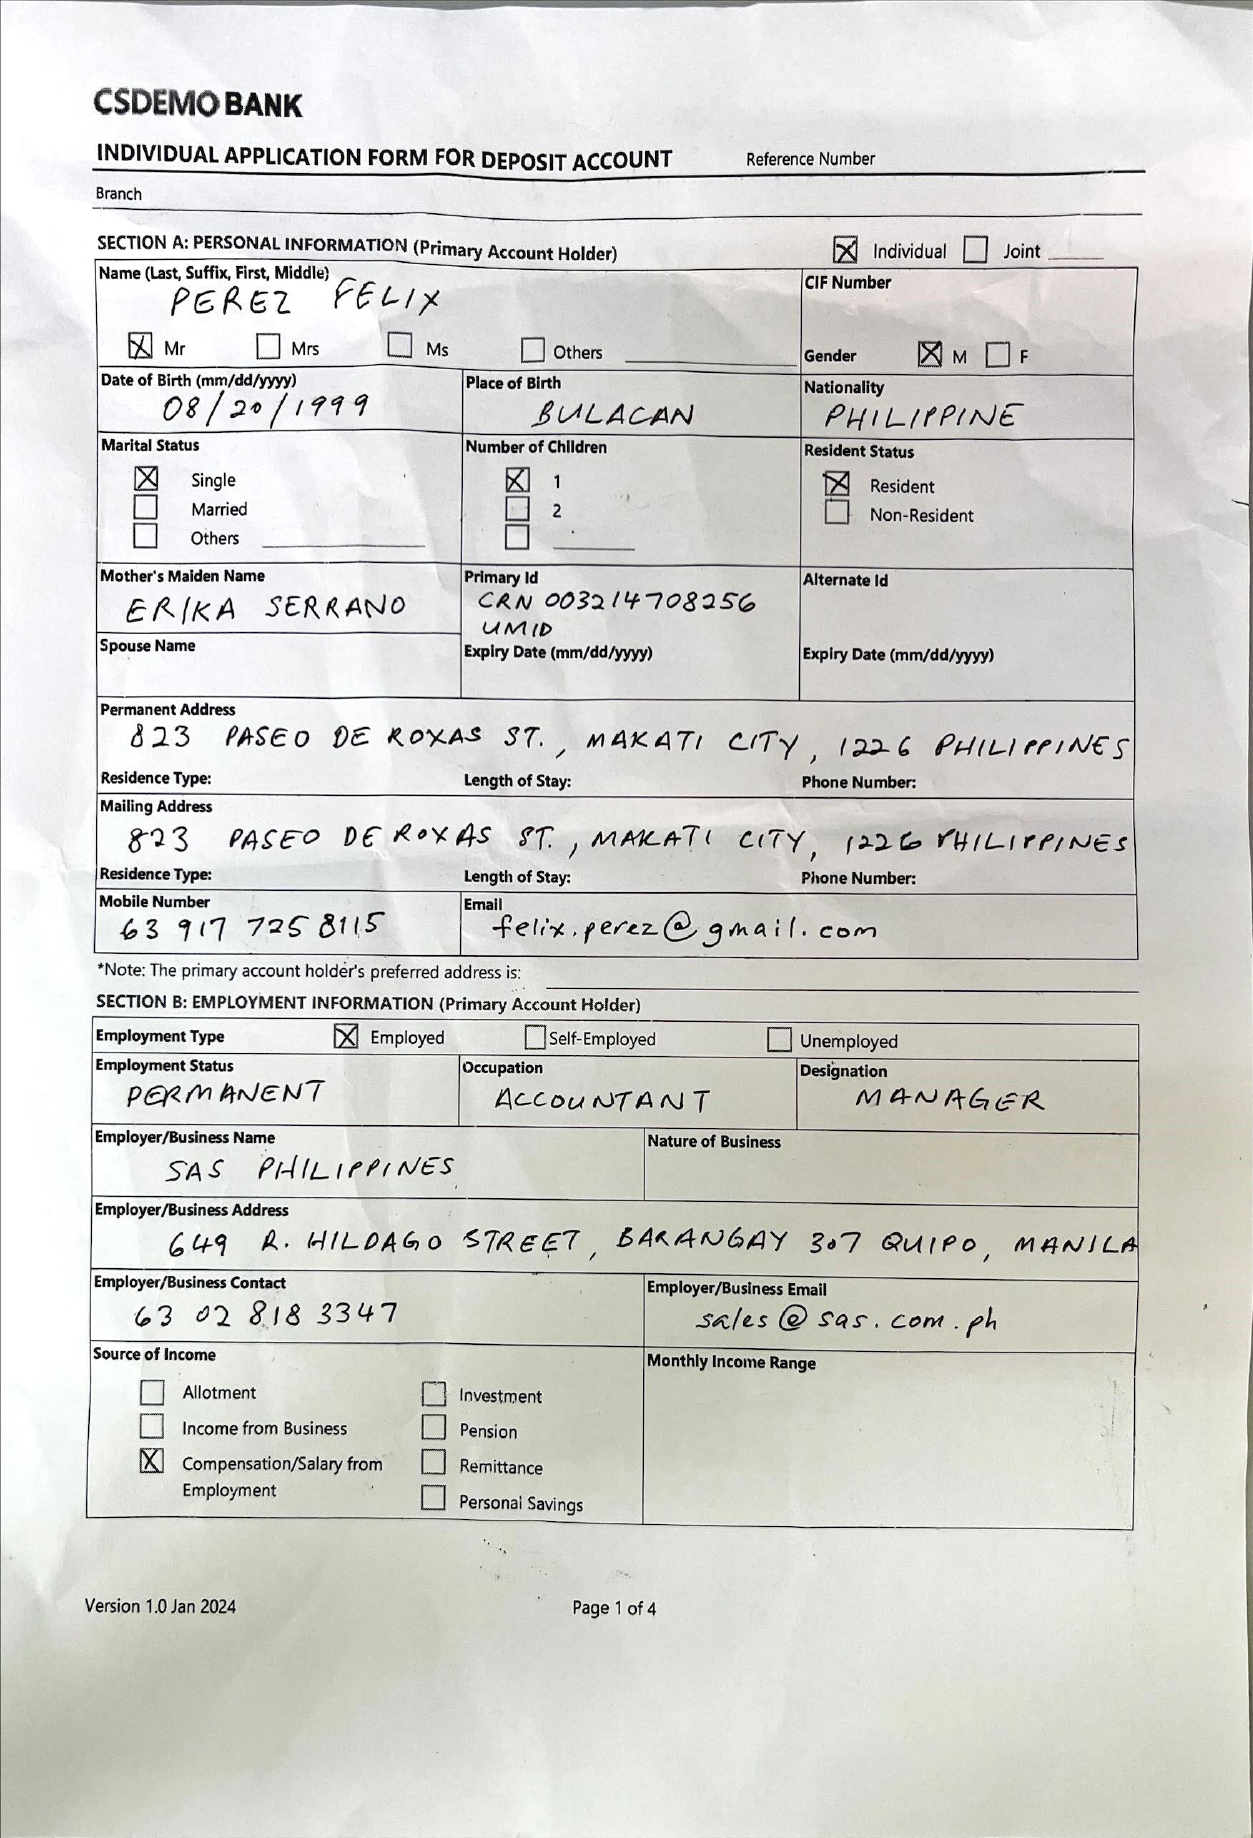 CSDEMO BANK
INDIVIDUAL APPLICATION FORM FOR DEPOSIT ACCOUNT Reference Number
Branch
SECTION A: PERSONAL INFORMATION (Primary Account Holder) Individual Joint
Name (Last, Suffix, First, Middle) CIF Number
PEREZ FELIX
Mr Mrs Ms Others Gender M F
Date of Birth (mm/dd/yyyy) Place of Birth Nationality
08/20/1999 BULACAN PHILIPPINE
Marital Status Number of Children Resident Status
Single 1 Resident
Married 2 Non-Resident
Others
Mother's Maiden Name Primary Id Alternate Id
ERIKA SERRANO CRN 003214708256
UMID
Spouse Name Expiry Date (mm/dd/yyyy) Expiry Date (mm/dd/yyyy)
Permanent Address
823 PASEO DE ROXAS ST., MAKATI CITY, 1226 PHILIPPINES
Residence Type: Length of Stay: Phone Number:
Mailing Address
823 PASEO DE ROXAS ST., MAKATI CITY, 1226 PHILIPPINES
Residence Type: Length of Stay: Phone Number:
Mobile Number Email
63 917 725 8115 felix.perez@gmail.com
*Note: The primary account holder's preferred address is:
SECTION B: EMPLOYMENT INFORMATION (Primary Account Holder)
Employment Type Employed Self-Employed Unemployed
Employment Status Occupation Designation
PERMANENT ACCOUNTANT MANAGER
Employer/Business Name Nature of Business
SAS PHILIPPINES
Employer/Business Address
649 R. HILDAGO STREET, BARANGAY 307 QUIPO, MANILA
Employer/Business Contact Employer/Business Email
63 02 818 3347 sales@sas.com.ph
Source of Income Monthly Income Range
Allotment Investment
Income from Business Pension
Compensation/Salary from Remittance
Employment Personal Savings
Version 1.0 Jan 2024 Page 1 of 4